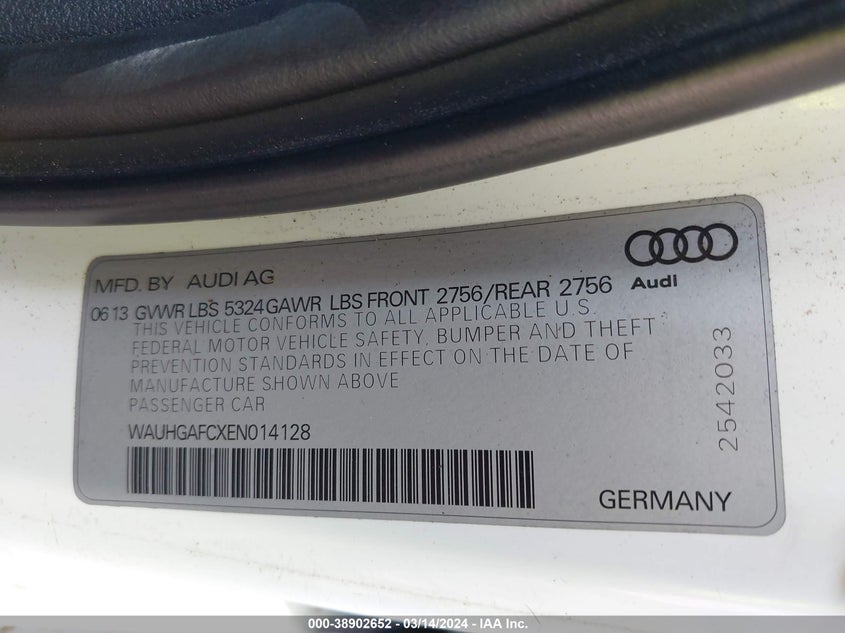 MFD. BY AUDI AG
Audi
06 13 GVWR LBS 5324 GAWR LBS FRONT 2756/REAR 2756
THIS VEHICLE CONFORMS TO ALL APPLICABLE U.S.
FEDERAL MOTOR VEHICLE SAFETY, BUMPER AND THEFT
PREVENTION STANDARDS IN EFFECT ON THE DATE OF
MANUFACTURE SHOWN ABOVE
PASSENGER CAR
WAUHGAFCXEN014128
GERMANY
2542033
000-38902652 - 03/14/2024 - IAA Inc.